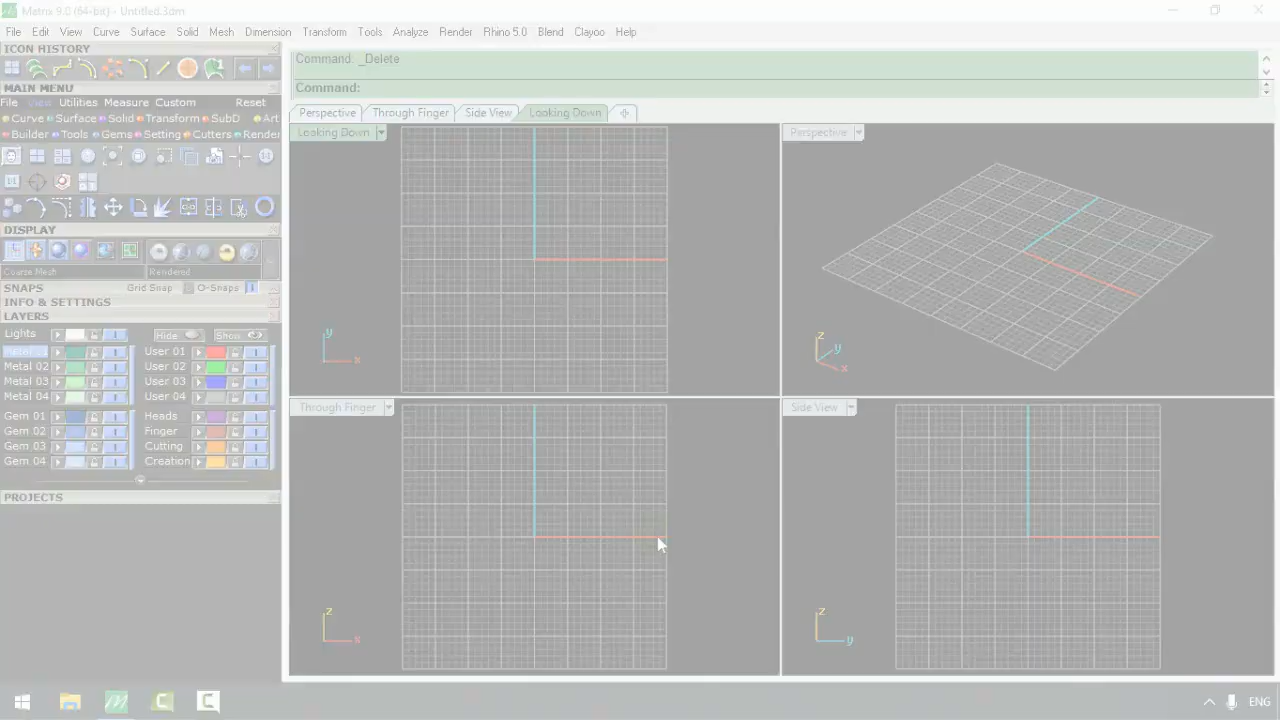 Matrix 9.0 (64-bit) - Untitled.3dm
File Edit View Curve Surface Solid Mesh Dimension Transform Tools Analyze Render Rhino 5.0 Blend Clayoo Help
ICON HISTORY
MAIN MENU
File View Utilities Measure Custom Reset
Curve Surface Solid Transform SubD Art
Builder Tools Gems Setting Cutters Render
DISPLAY
Coarse Mesh Rendered
SNAPS Grid Snap O-Snaps
INFO & SETTINGS
LAYERS
Lights Hide Show
Metal 01 User 01
Metal 02 User 02
Metal 03 User 03
Metal 04 User 04
Gem 01 Heads
Gem 02 Finger
Gem 03 Cutting
Gem 04 Creation
PROJECTS
Command: _Delete
Command:
Perspective Through Finger Side View Looking Down
Looking Down
y
x
Perspective
z
y
x
Through Finger
z
x
Side View
z
y
ENG